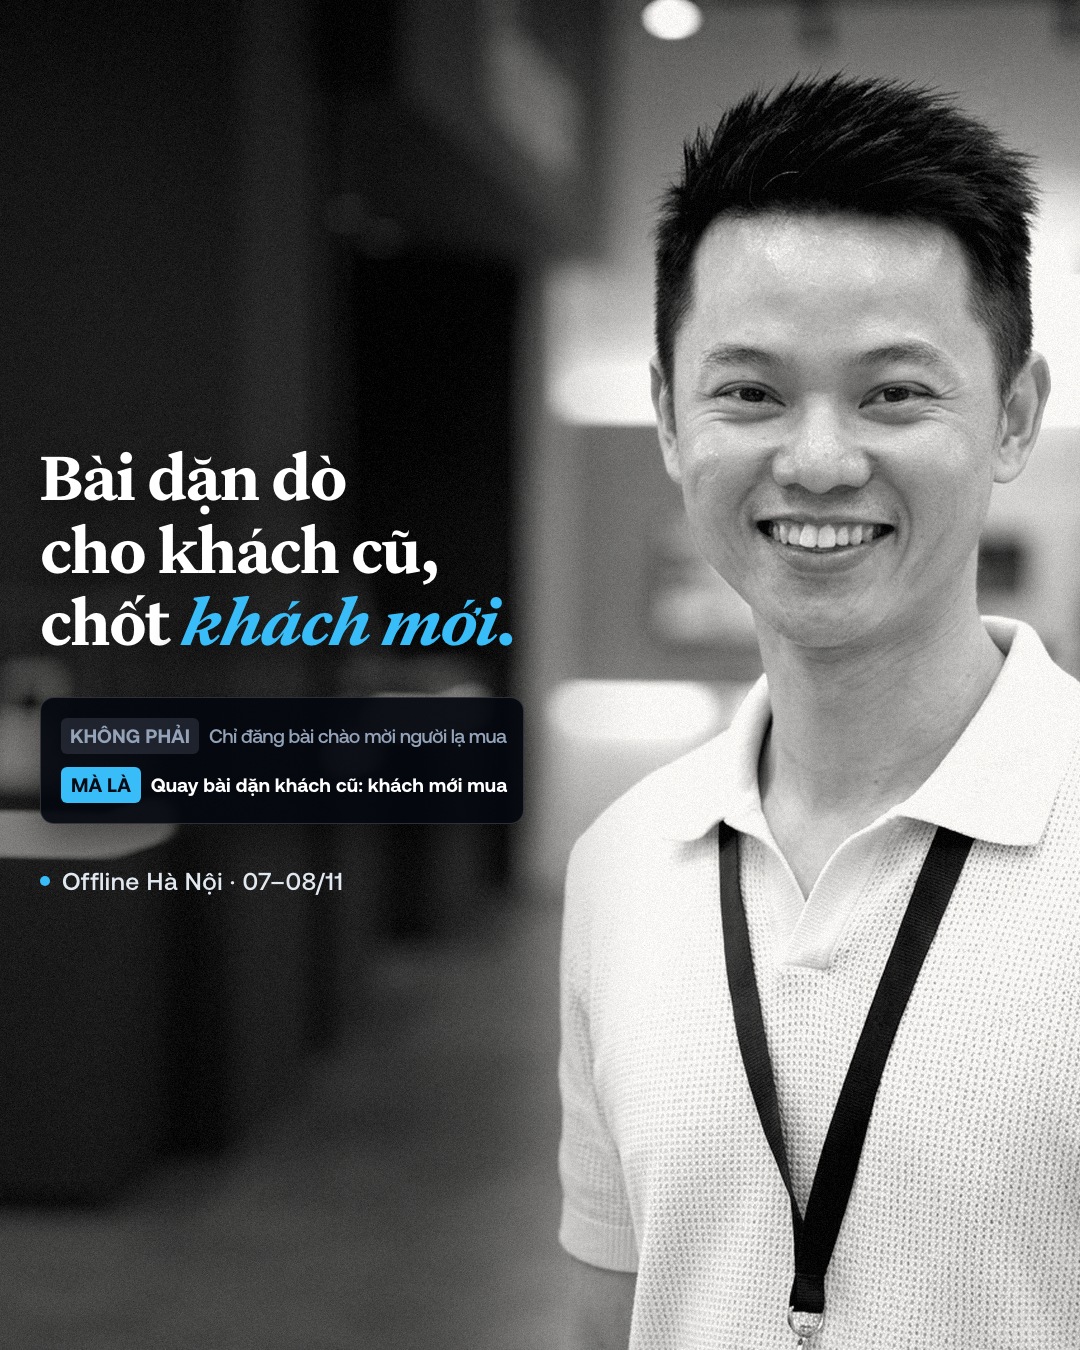 Bài dặn dò
cho khách cũ,
chốt khách mới.
KHÔNG PHẢI Chỉ đăng bài chào mời người lạ mua
MÀ LÀ Quay bài dặn khách cũ: khách mới mua
Offline Hà Nội · 07–08/11